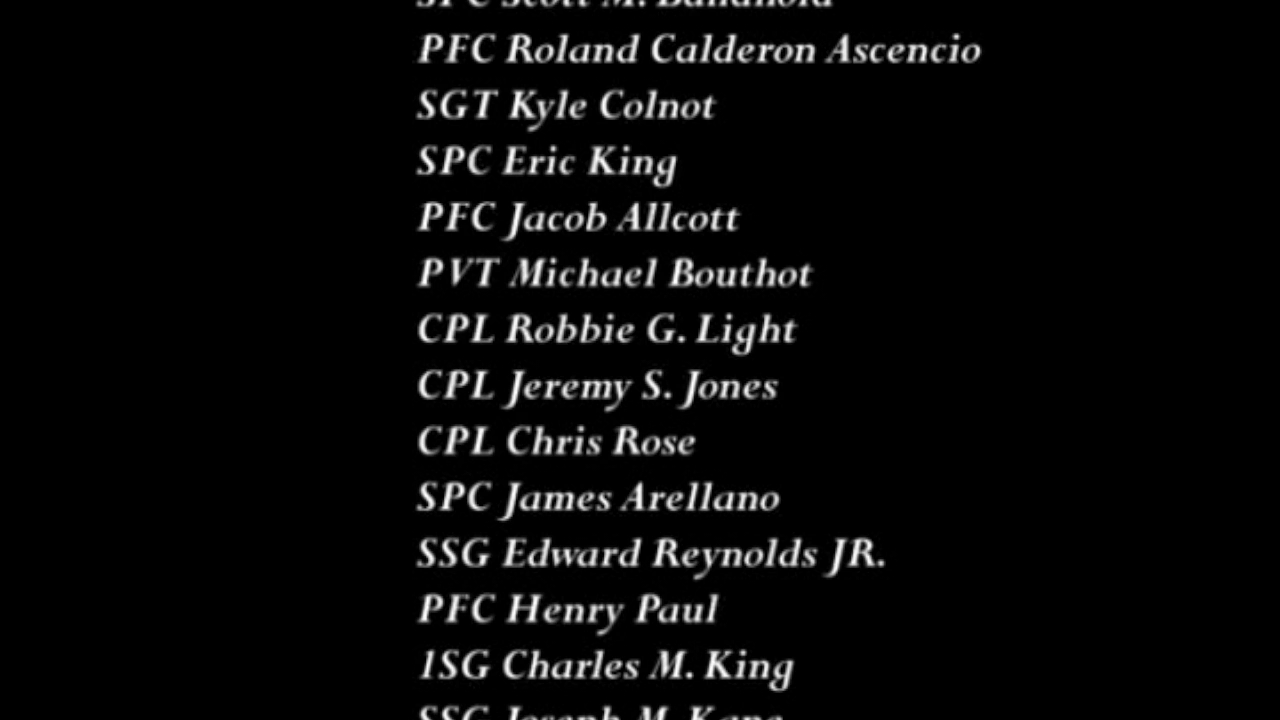 PFC Roland Calderon Ascencio
SGT Kyle Colnot
SPC Eric King
PFC Jacob Allcott
PVT Michael Bouthot
CPL Robbie G. Light
CPL Jeremy S. Jones
CPL Chris Rose
SPC James Arellano
SSG Edward Reynolds JR.
PFC Henry Paul
1SG Charles M. King
SSG Joseph M.